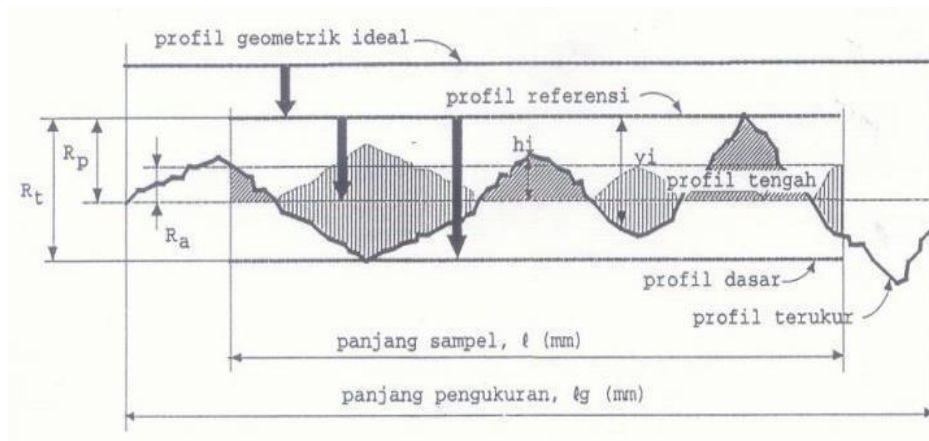 profil geometrik ideal
profil referensi
Rp
Rt
Ra
hi
yi
profil tengah
profil dasar
profil terukur
panjang sampel, ℓ (mm)
panjang pengukuran, ℓg (mm)